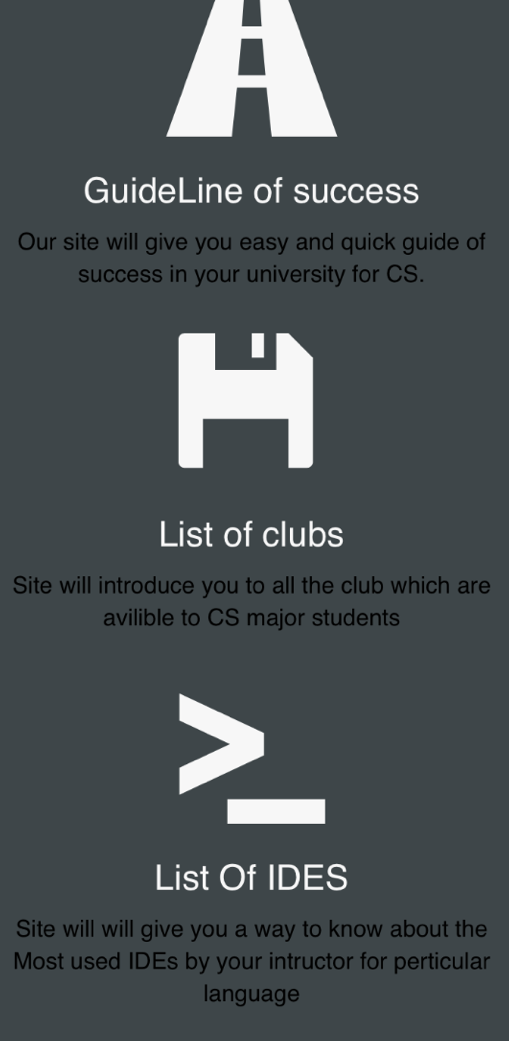 GuideLine of success
Our site will give you easy and quick guide of
success in your university for CS.
List of clubs
Site will introduce you to all the club which are
avilible to CS major students
List Of IDES
Site will will give you a way to know about the
Most used IDEs by your intructor for perticular
language